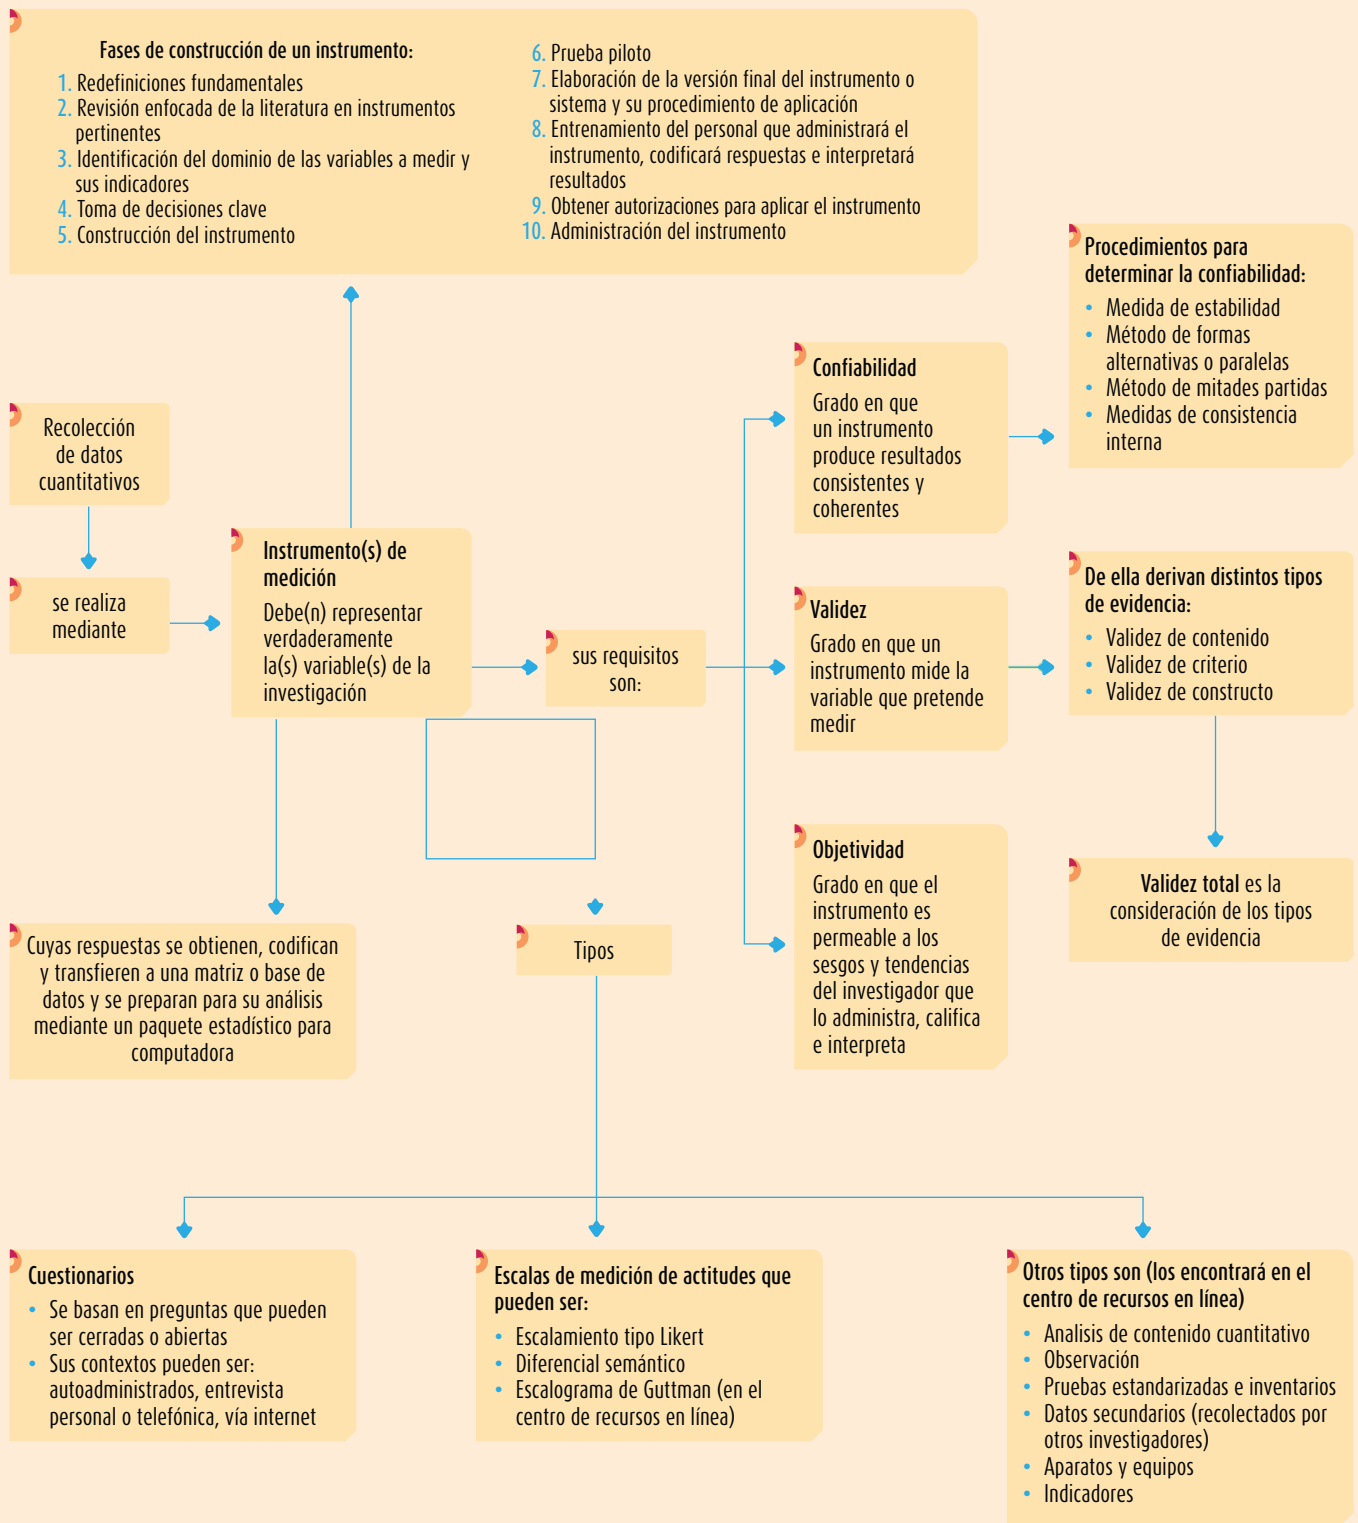 Fases de construcción de un instrumento:
1. Redefiniciones fundamentales
2. Revisión enfocada de la literatura en instrumentos
pertinentes
3. Identificación del dominio de las variables a medir y
sus indicadores
4. Toma de decisiones clave
5. Construcción del instrumento
6. Prueba piloto
7. Elaboración de la versión final del instrumento o
sistema y su procedimiento de aplicación
8. Entrenamiento del personal que administrará el
instrumento, codificará respuestas e interpretará
resultados
9. Obtener autorizaciones para aplicar el instrumento
10. Administración del instrumento
Recolección
de datos
cuantitativos
se realiza
mediante
Instrumento(s) de
medición
Debe(n) representar
verdaderamente
la(s) variable(s) de la
investigación
sus requisitos
son:
Confiabilidad
Grado en que
un instrumento
produce resultados
consistentes y
coherentes
Procedimientos para
determinar la confiabilidad:
• Medida de estabilidad
• Método de formas
alternativas o paralelas
• Método de mitades partidas
• Medidas de consistencia
interna
Validez
Grado en que un
instrumento mide la
variable que pretende
medir
De ella derivan distintos tipos
de evidencia:
• Validez de contenido
• Validez de criterio
• Validez de constructo
Validez total es la
consideración de los tipos
de evidencia
Objetividad
Grado en que el
instrumento es
permeable a los
sesgos y tendencias
del investigador que
lo administra, califica
e interpreta
Cuyas respuestas se obtienen, codifican
y transfieren a una matriz o base de
datos y se preparan para su análisis
mediante un paquete estadístico para
computadora
Tipos
Cuestionarios
• Se basan en preguntas que pueden
ser cerradas o abiertas
• Sus contextos pueden ser:
autoadministrados, entrevista
personal o telefónica, vía internet
Escalas de medición de actitudes que
pueden ser:
• Escalamiento tipo Likert
• Diferencial semántico
• Escalograma de Guttman (en el
centro de recursos en línea)
Otros tipos son (los encontrará en el
centro de recursos en línea)
• Analisis de contenido cuantitativo
• Observación
• Pruebas estandarizadas e inventarios
• Datos secundarios (recolectados por
otros investigadores)
• Aparatos y equipos
• Indicadores